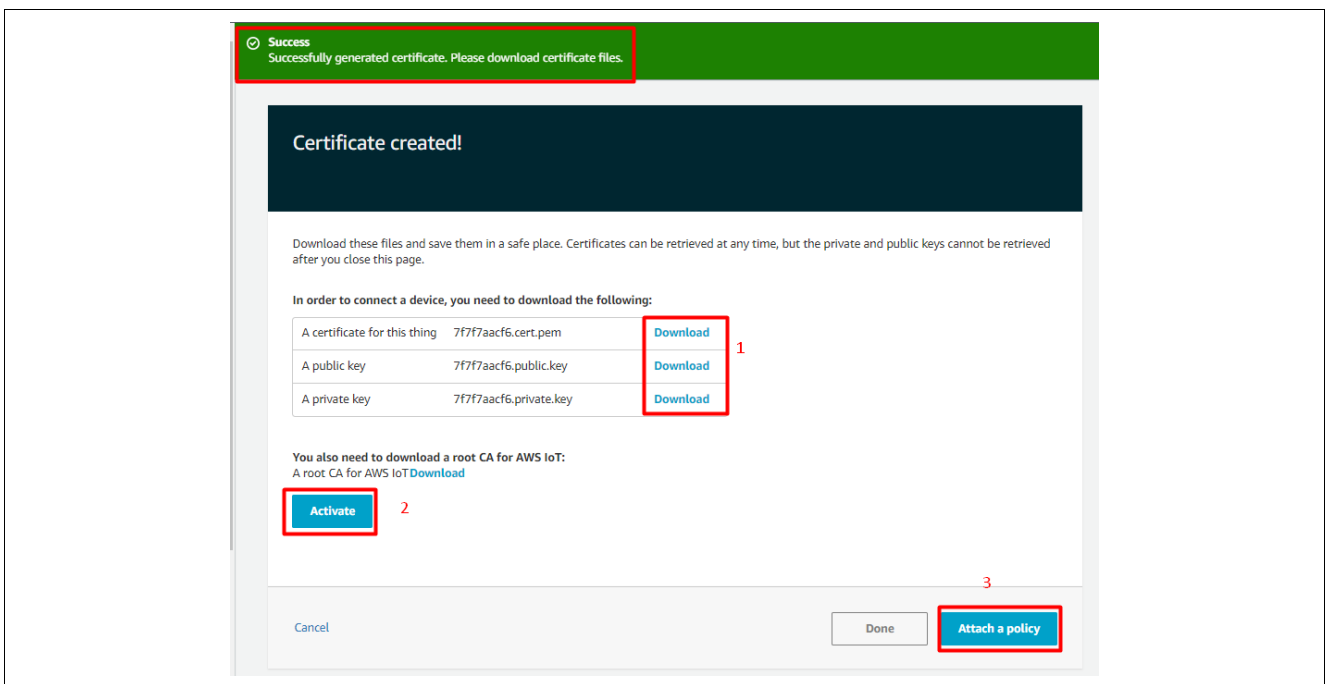 Success
Successfully generated certificate. Please download certificate files.
Certificate created!
Download these files and save them in a safe place. Certificates can be retrieved at any time, but the private and public keys cannot be retrieved
after you close this page.
In order to connect a device, you need to download the following:
A certificate for this thing 7f7f7aacf6.cert.pem Download
1
A public key 7f7f7aacf6.public.key Download
A private key 7f7f7aacf6.private.key Download
You also need to download a root CA for AWS IoT:
A root CA for AWS IoT Download
Activate 2
3
Cancel Done Attach a policy